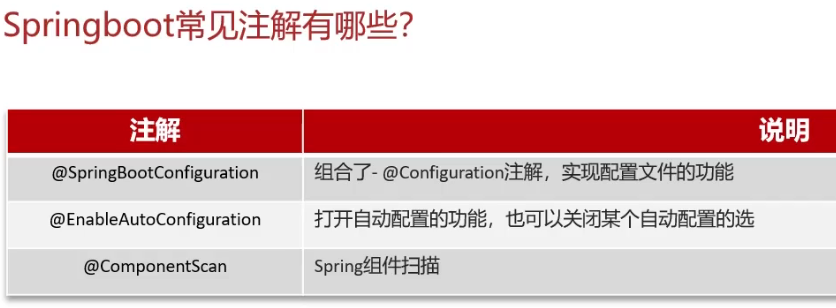 Springboot常见注解有哪些?
注解 说明
@SpringBootConfiguration 组合了- @Configuration注解，实现配置文件的功能
@EnableAutoConfiguration 打开自动配置的功能，也可以关闭某个自动配置的选
@ComponentScan Spring组件扫描